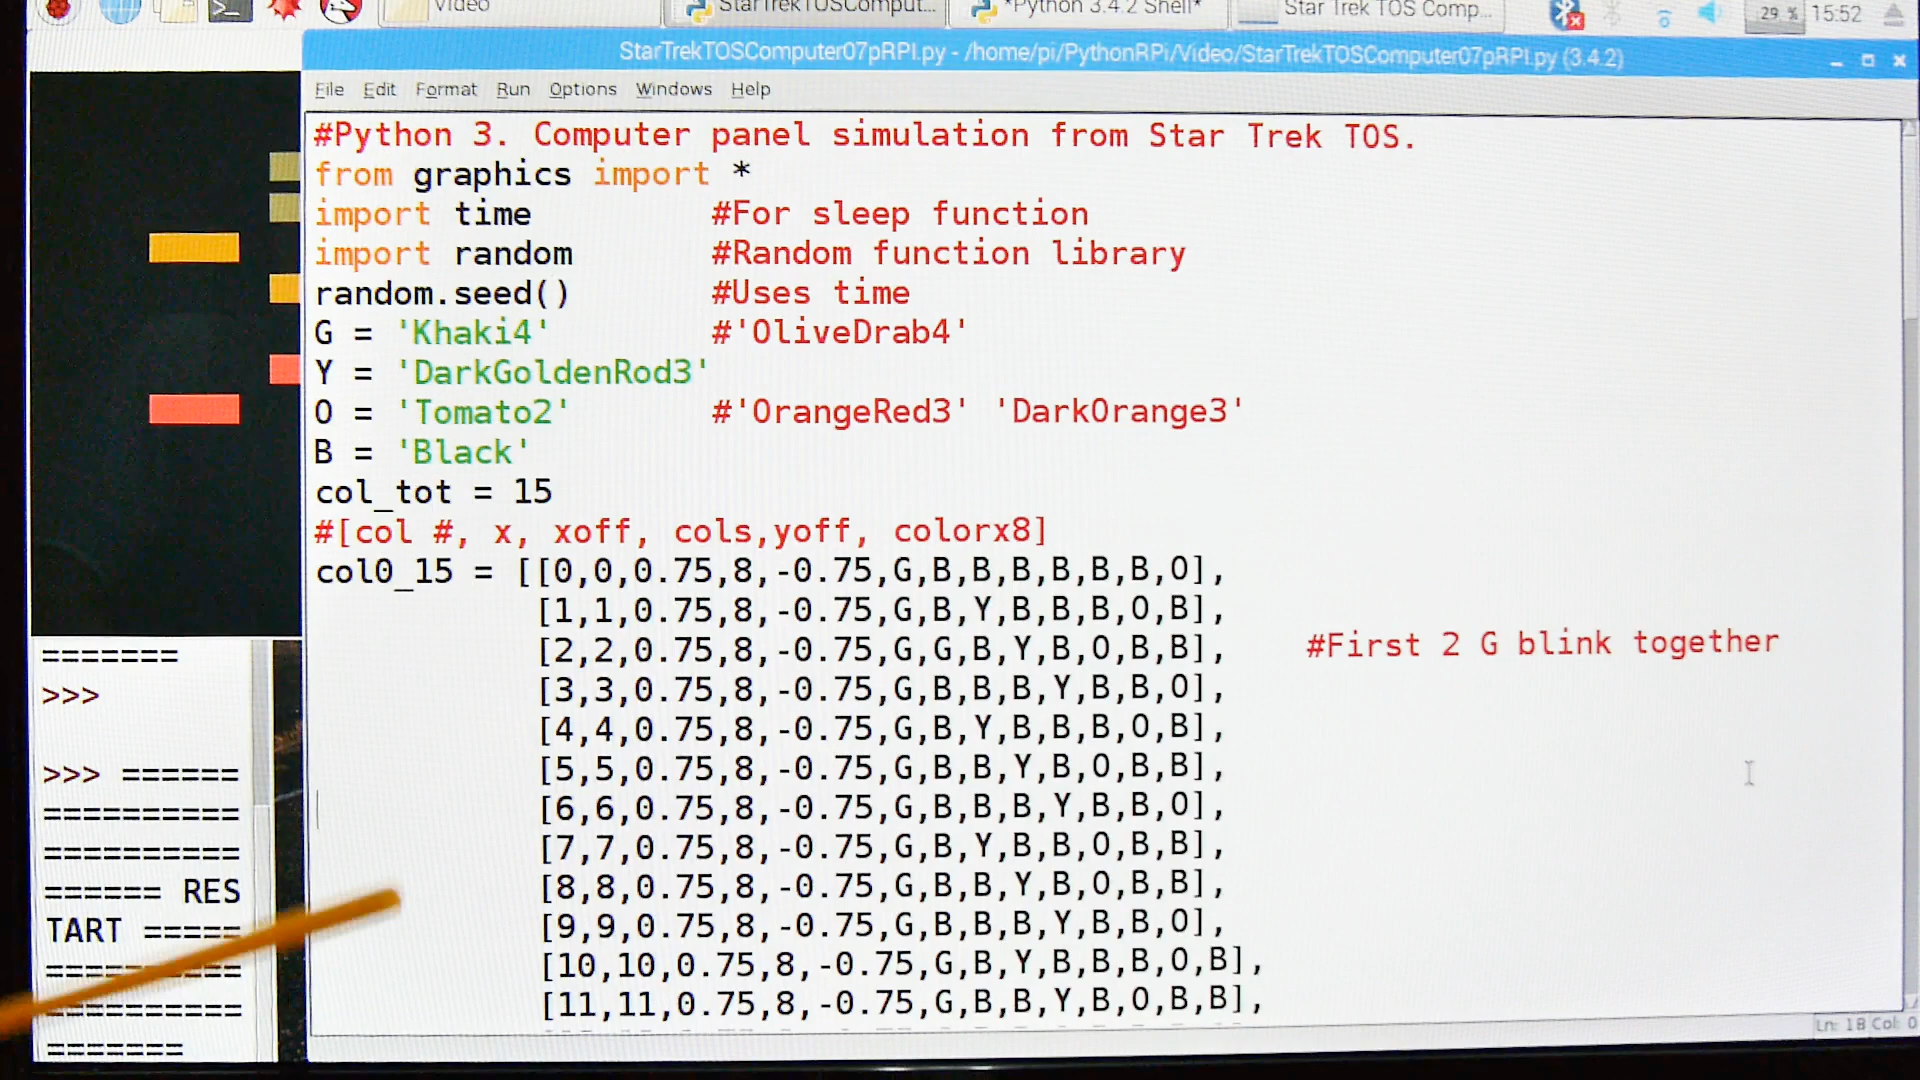 Video
StarTrekTOSComput...
*Python 3.4.2 Shell*
Star Trek TOS Comp...
29 %
15:52
StarTrekTOSComputer07pRPI.py - /home/pi/PythonRPi/Video/StarTrekTOSComputer07pRPI.py (3.4.2)
File Edit Format Run Options Windows Help
#Python 3. Computer panel simulation from Star Trek TOS.
from graphics import *
import time #For sleep function
import random #Random function library
random.seed() #Uses time
G = 'Khaki4' #'OliveDrab4'
Y = 'DarkGoldenRod3'
O = 'Tomato2' #'OrangeRed3' 'DarkOrange3'
B = 'Black'
col_tot = 15
#[col #, x, xoff, cols,yoff, colorx8]
col0_15 = [[0,0,0.75,8,-0.75,G,B,B,B,B,B,B,O],
[1,1,0.75,8,-0.75,G,B,Y,B,B,B,O,B],
[2,2,0.75,8,-0.75,G,G,B,Y,B,O,B,B], #First 2 G blink together
[3,3,0.75,8,-0.75,G,B,B,B,Y,B,B,O],
[4,4,0.75,8,-0.75,G,B,Y,B,B,B,O,B],
[5,5,0.75,8,-0.75,G,B,B,Y,B,O,B,B],
[6,6,0.75,8,-0.75,G,B,B,B,Y,B,B,O],
[7,7,0.75,8,-0.75,G,B,Y,B,B,O,B,B],
[8,8,0.75,8,-0.75,G,B,B,Y,B,O,B,B],
[9,9,0.75,8,-0.75,G,B,B,B,Y,B,B,O],
[10,10,0.75,8,-0.75,G,B,Y,B,B,B,O,B],
[11,11,0.75,8,-0.75,G,B,B,Y,B,O,B,B],
Ln: 18 Col: 0
=======
>>>
>>> ======
==========
==========
====== RES
TART =====
==========
==========
=======